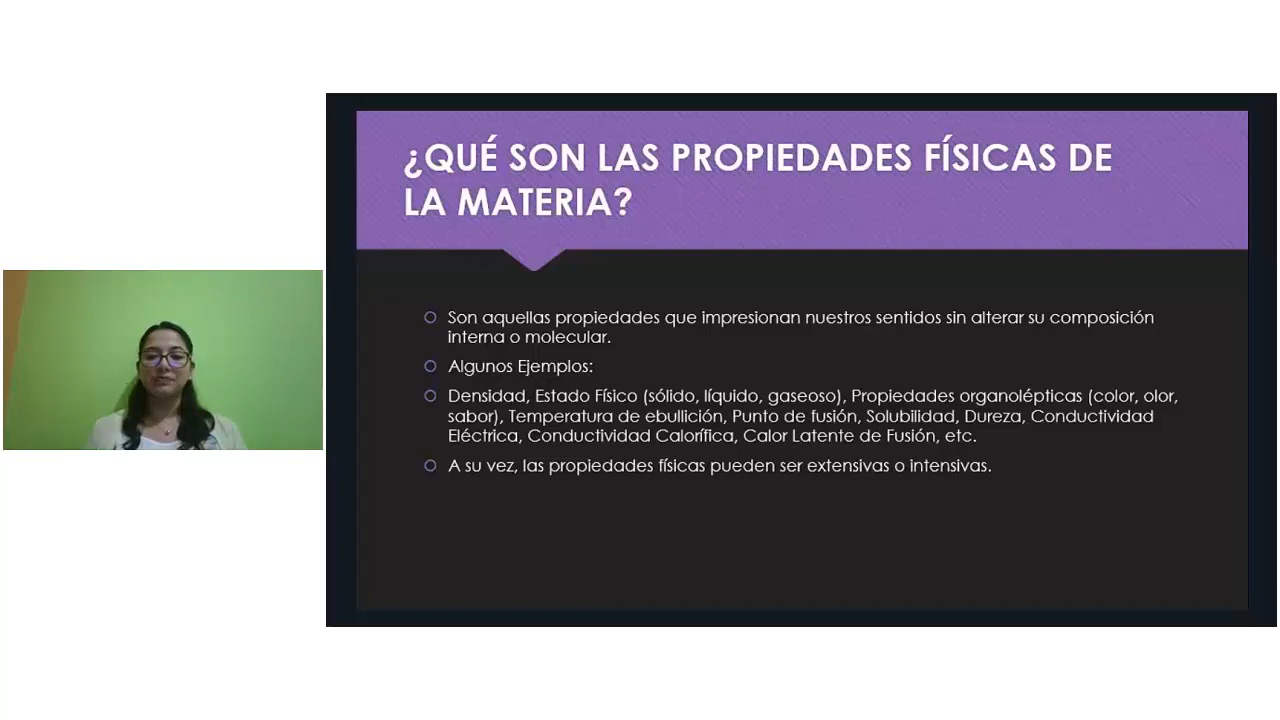 ¿QUÉ SON LAS PROPIEDADES FÍSICAS DE
LA MATERIA?
Son aquellas propiedades que impresionan nuestros sentidos sin alterar su composición
interna o molecular.
Algunos Ejemplos:
Densidad, Estado Físico (sólido, líquido, gaseoso), Propiedades organolépticas (color, olor,
sabor), Temperatura de ebullición, Punto de fusión, Solubilidad, Dureza, Conductividad
Eléctrica, Conductividad Calorífica, Calor Latente de Fusión, etc.
A su vez, las propiedades físicas pueden ser extensivas o intensivas.